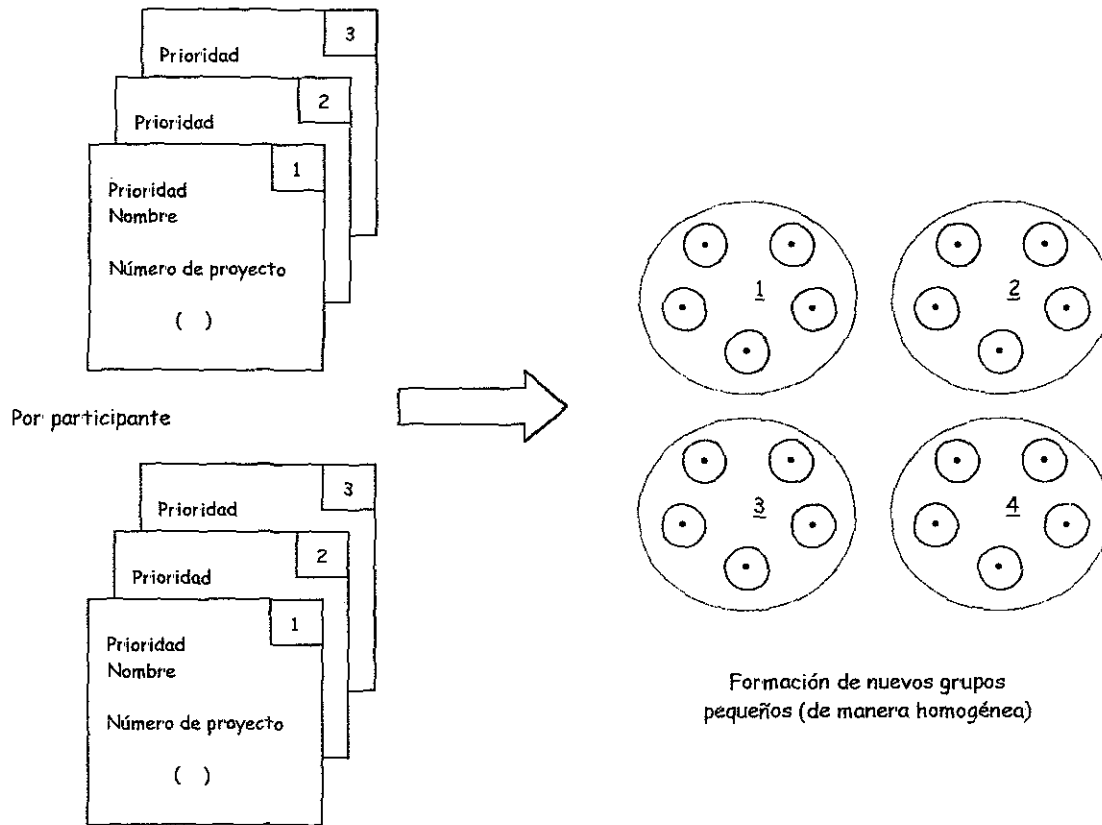 3
Prioridad
2
Prioridad
1
Prioridad
Nombre
Número de proyecto
( )
Por participante
3
Prioridad
2
Prioridad
1
Prioridad
Nombre
Número de proyecto
( )
1
2
3
4
Formación de nuevos grupos
pequeños (de manera homogénea)